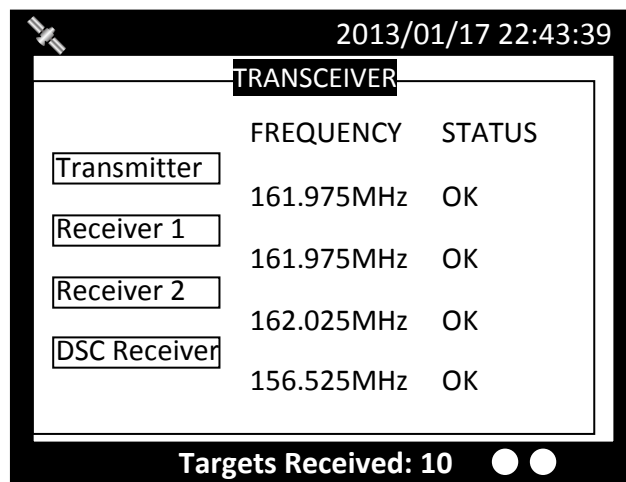 2013/01/17 22:43:39
TRANSCEIVER
FREQUENCY STATUS
Transmitter
161.975MHz OK
Receiver 1
161.975MHz OK
Receiver 2
162.025MHz OK
DSC Receiver
156.525MHz OK
Targets Received: 10